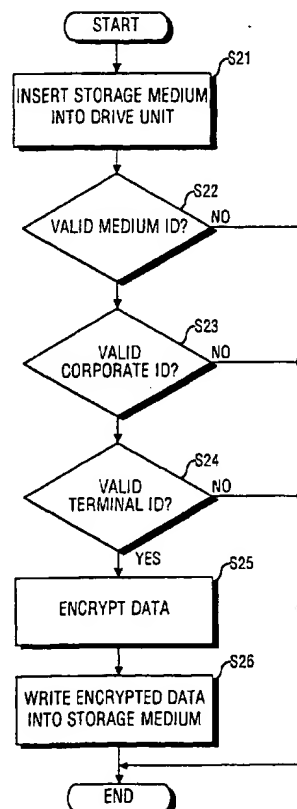 START
S21
INSERT STORAGE MEDIUM
INTO DRIVE UNIT
S22
VALID MEDIUM ID?
NO
S23
VALID
CORPORATE ID?
NO
S24
VALID
TERMINAL ID?
NO
YES
S25
ENCRYPT DATA
S26
WRITE ENCRYPTED DATA
INTO STORAGE MEDIUM
END